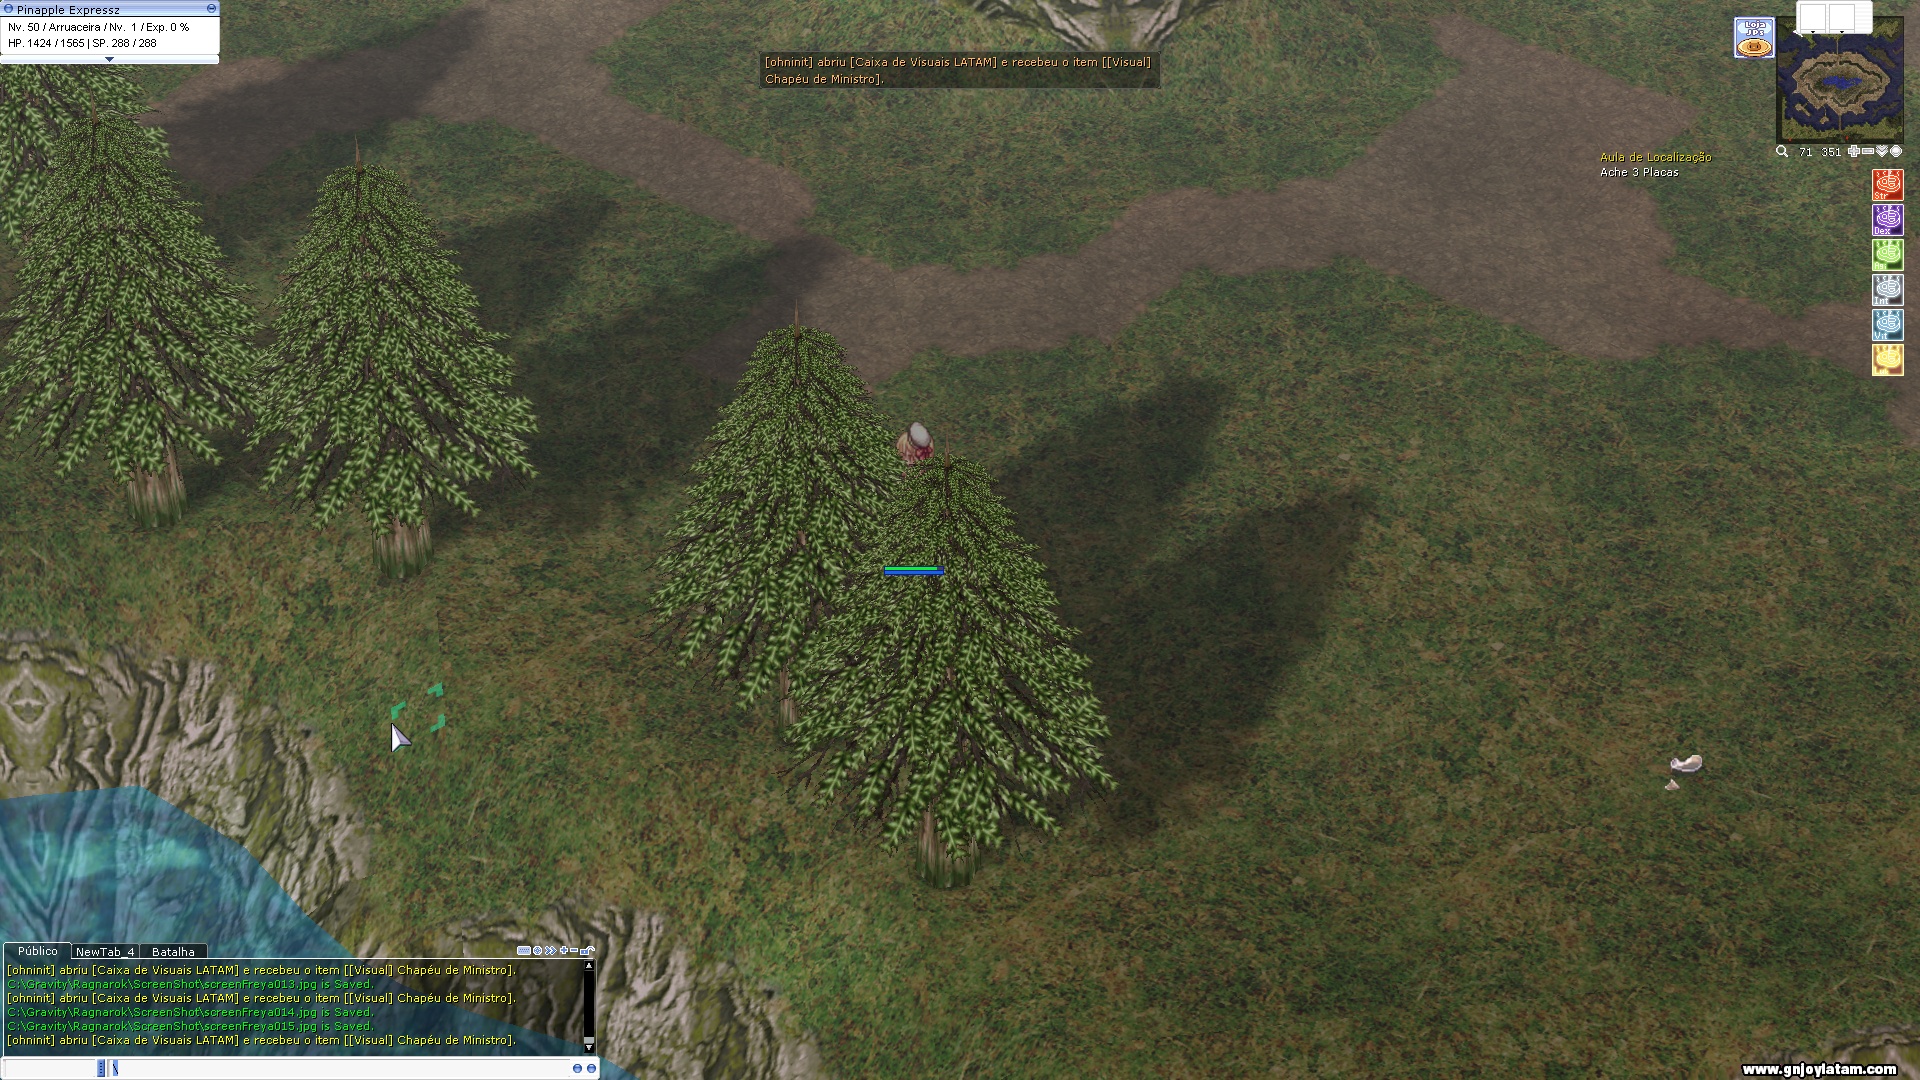 Pinapple Expressz
Nv. 50 / Arruaceira / Nv. 1 / Exp. 0 %
HP. 1424 / 1565 | SP. 288 / 288
[ohninit] abriu [Caixa de Visuais LATAM] e recebeu o item [[Visual]
Chapéu de Ministro].
Loja
71 351
Aula de Localização
Ache 3 Placas
Str
Dex
Int
Vit
Público
NewTab_4
Batalha
[ohninit] abriu [Caixa de Visuais LATAM] e recebeu o item [[Visual] Chapéu de Ministro].
C:\Gravity\Ragnarok\ScreenShot\screenFreya013.jpg is Saved.
[ohninit] abriu [Caixa de Visuais LATAM] e recebeu o item [[Visual] Chapéu de Ministro].
C:\Gravity\Ragnarok\ScreenShot\screenFreya014.jpg is Saved.
C:\Gravity\Ragnarok\ScreenShot\screenFreya015.jpg is Saved.
[ohninit] abriu [Caixa de Visuais LATAM] e recebeu o item [[Visual] Chapéu de Ministro].
\
www.gnjoylatam.com